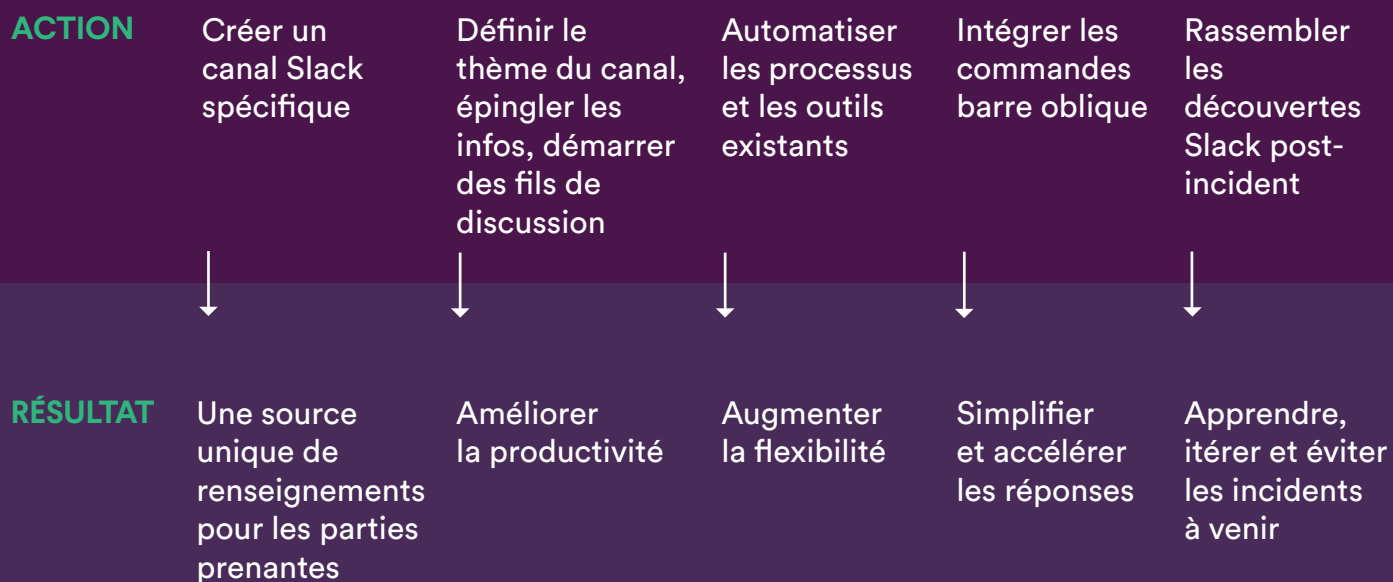 ACTION
Créer un
canal Slack
spécifique
Définir le
thème du canal,
épingler les
infos, démarrer
des fils de
discussion
Automatiser
les processus
et les outils
existants
Intégrer les
commandes
barre oblique
Rassembler
les
découvertes
Slack post-
incident
RÉSULTAT
Une source
unique de
renseignements
pour les parties
prenantes
Améliorer
la productivité
Augmenter
la flexibilité
Simplifier
et accélérer
les réponses
Apprendre,
itérer et éviter
les incidents
à venir